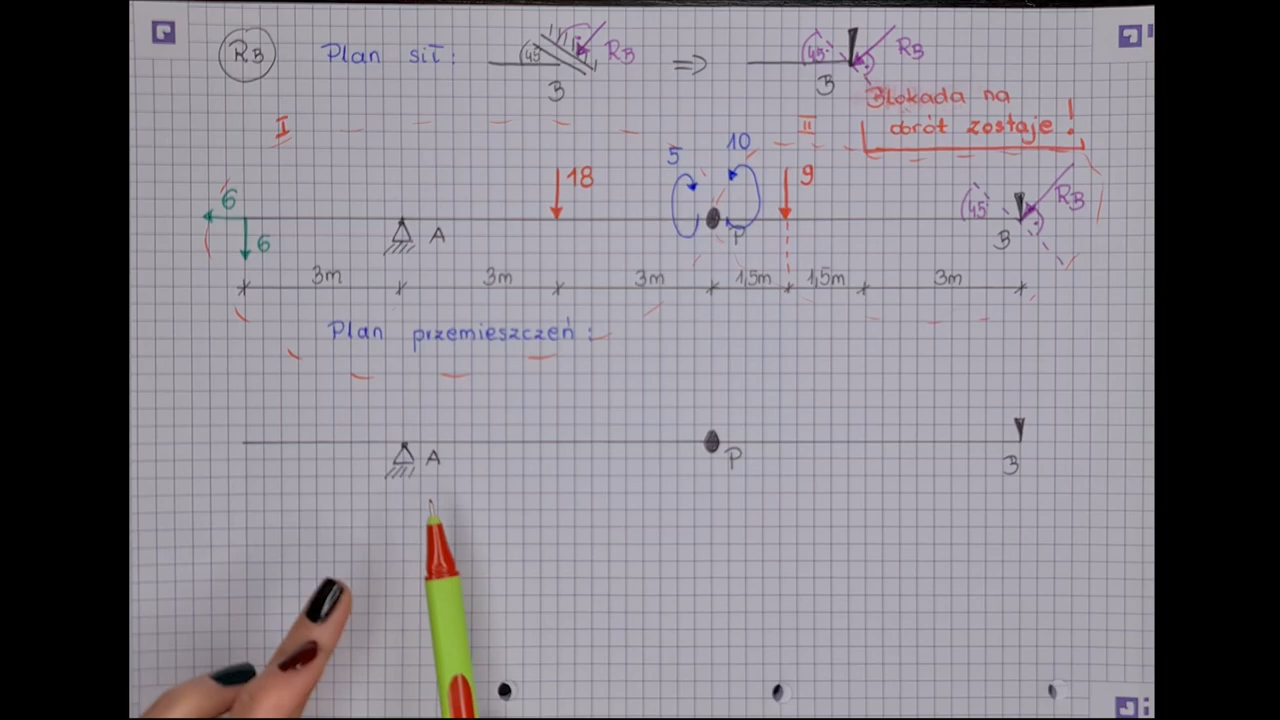 RB Plan sił: 45 RB => 45 RB
B B
Blokada na
obrót zostaje!
I II
5 10
6 18 9 45 RB
6 A P B
3m 3m 3m 1,5m 1,5m 3m
Plan przemieszczeń:
A P B